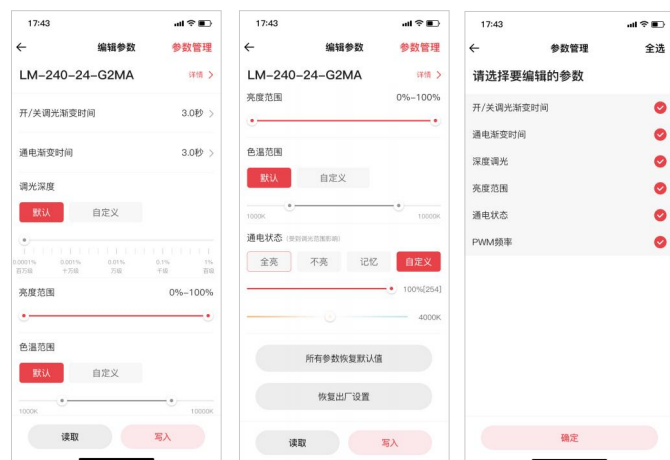 17:43
编辑参数
参数管理
LM-240-24-G2MA
详情
开/关调光渐变时间
3.0秒
通电渐变时间
3.0秒
调光深度
默认
自定义
0.0001%
0.001%
0.01%
0.1%
1%
百万级
十万级
万级
千级
百级
亮度范围
0%-100%
色温范围
默认
自定义
1000K
10000K
读取
写入
17:43
编辑参数
参数管理
LM-240-24-G2MA
详情
亮度范围
0%-100%
色温范围
默认
自定义
1000K
10000K
通电状态 (受到调光范围影响)
全亮
不亮
记忆
自定义
100%[254]
4000K
所有参数恢复默认值
恢复出厂设置
读取
写入
17:43
参数管理
全选
请选择要编辑的参数
开/关调光渐变时间
通电渐变时间
深度调光
亮度范围
通电状态
PWM频率
确定